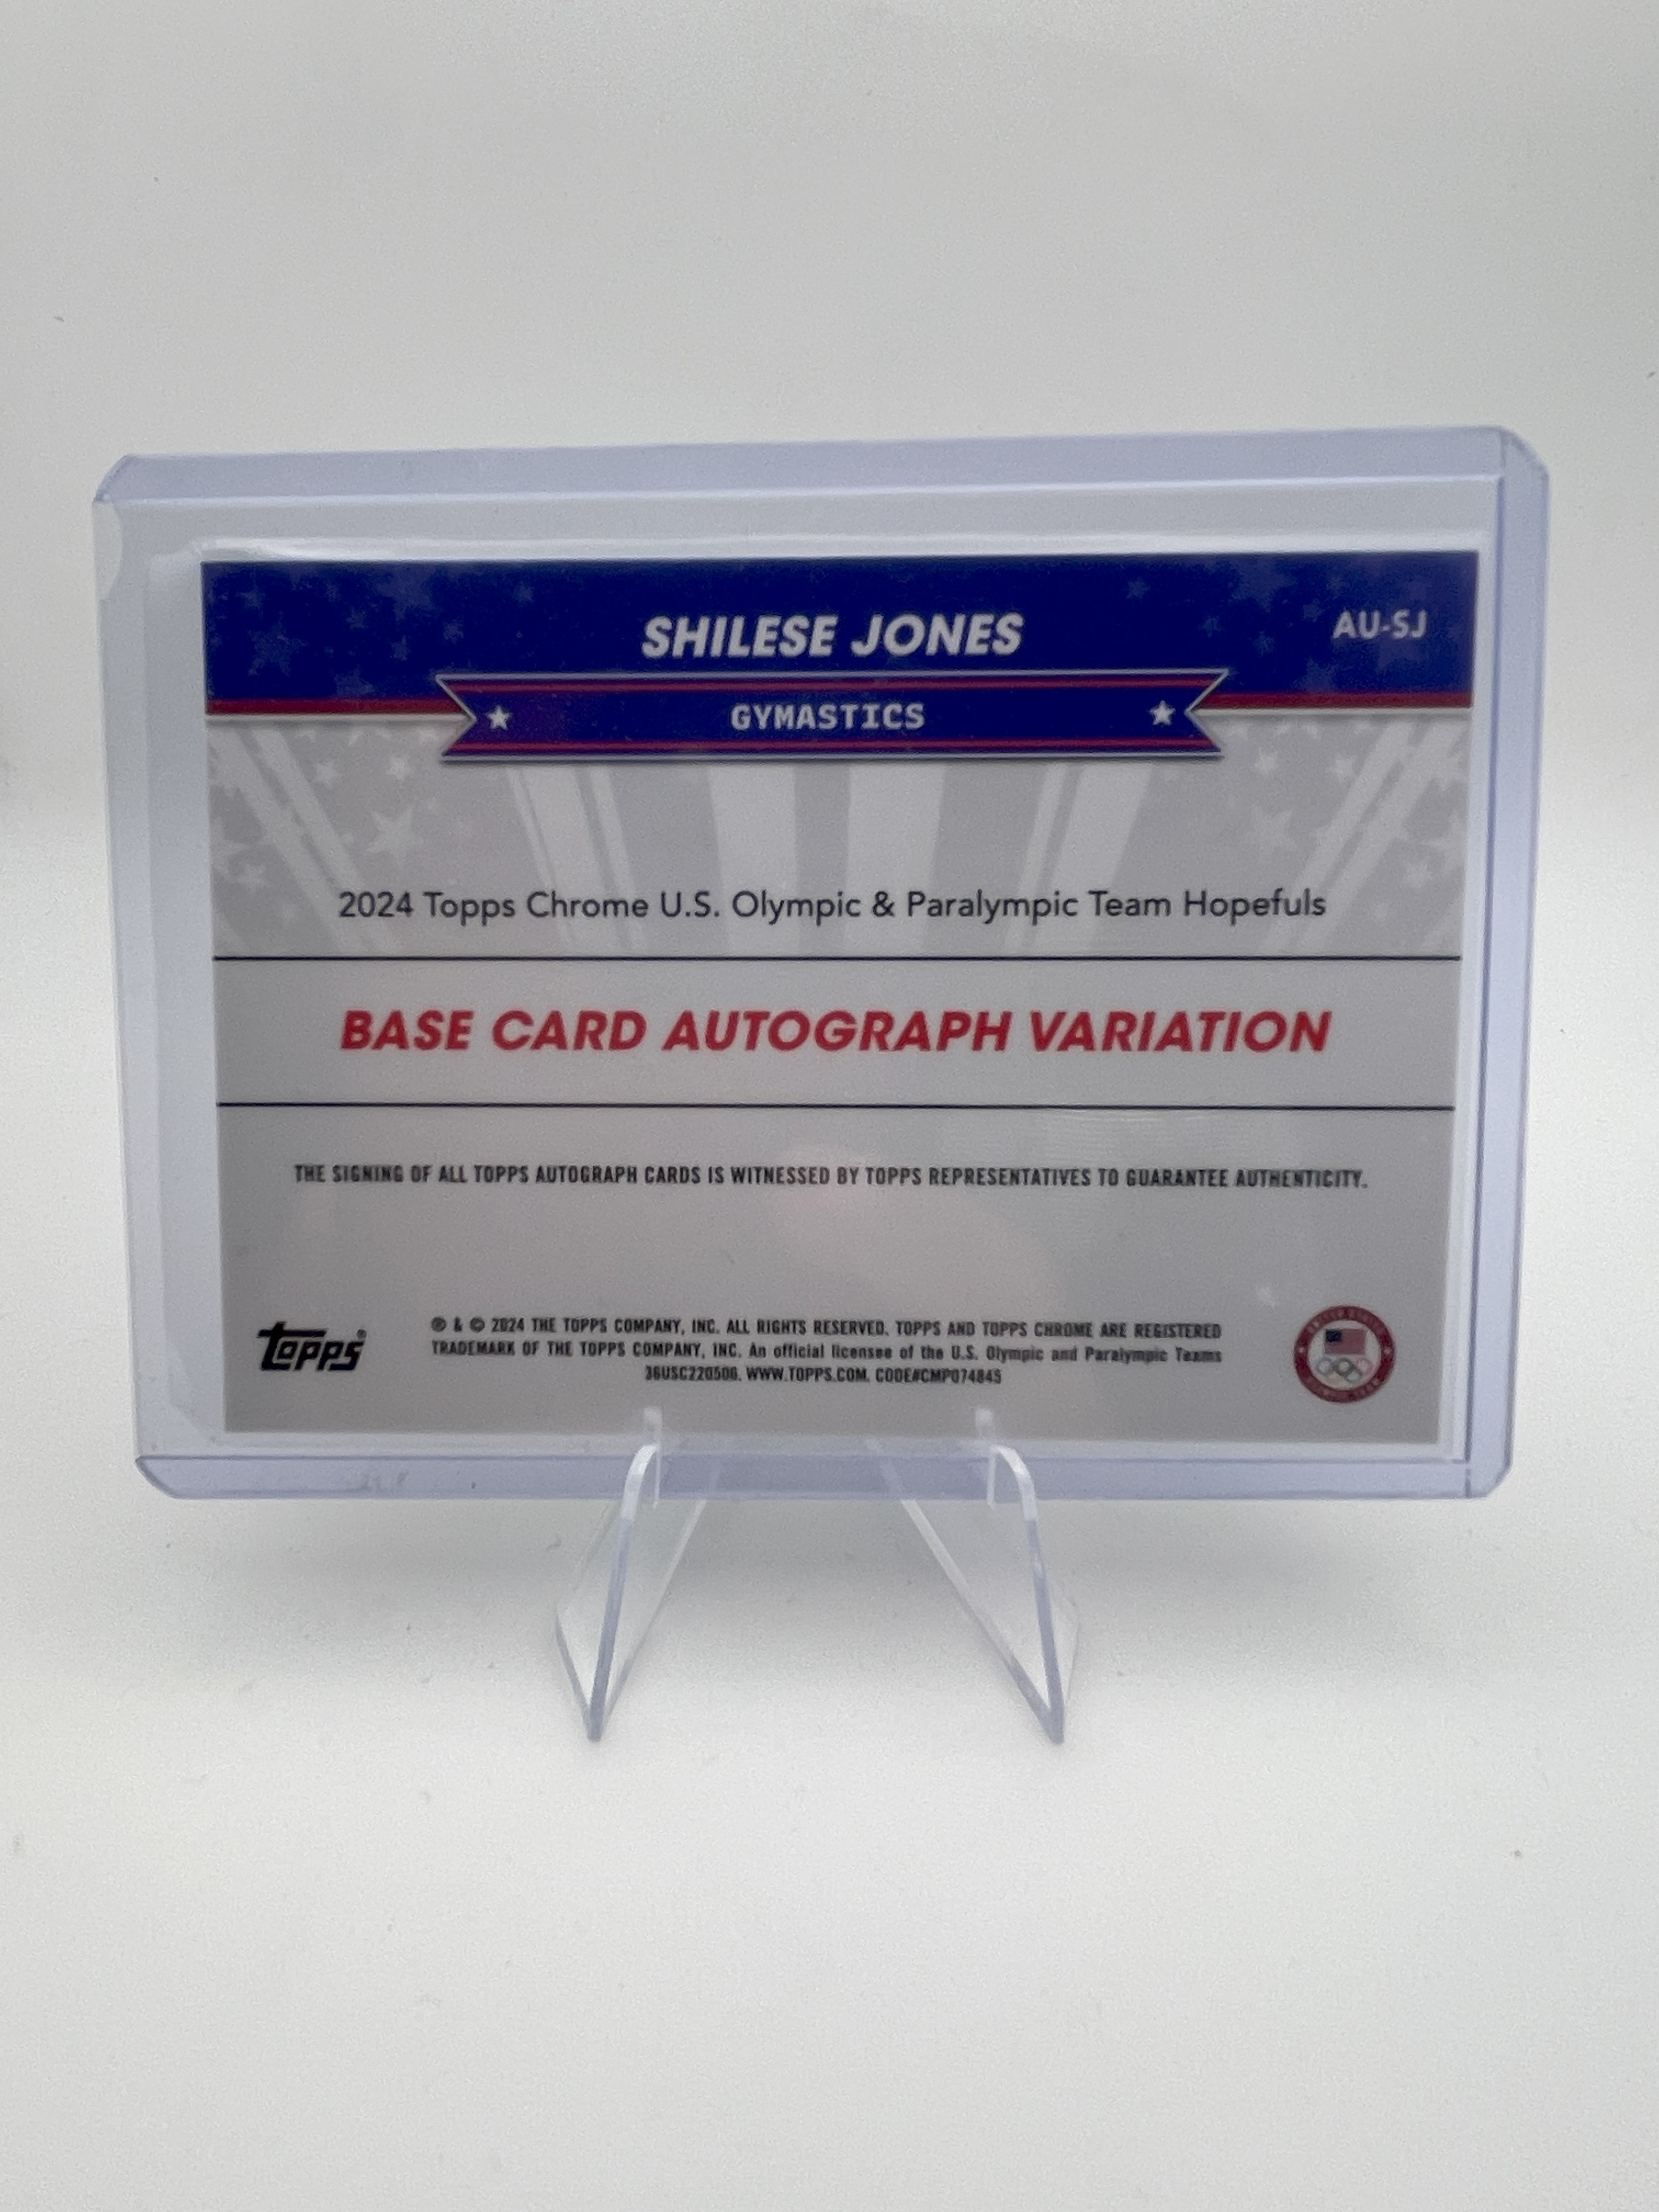 SHILESE JONES
AU-SJ
GYMASTICS
2024 Topps Chrome U.S. Olympic & Paralympic Team Hopefuls
BASE CARD AUTOGRAPH VARIATION
THE SIGNING OF ALL TOPPS AUTOGRAPH CARDS IS WITNESSED BY TOPPS REPRESENTATIVES TO GUARANTEE AUTHENTICITY.
topps®
® & © 2024 THE TOPPS COMPANY, INC. ALL RIGHTS RESERVED. TOPPS AND TOPPS CHROME ARE REGISTERED
TRADEMARK OF THE TOPPS COMPANY, INC. An official licensee of the U.S. Olympic and Paralympic Teams
WWW.TOPPS.COM. CODE#CMP074845